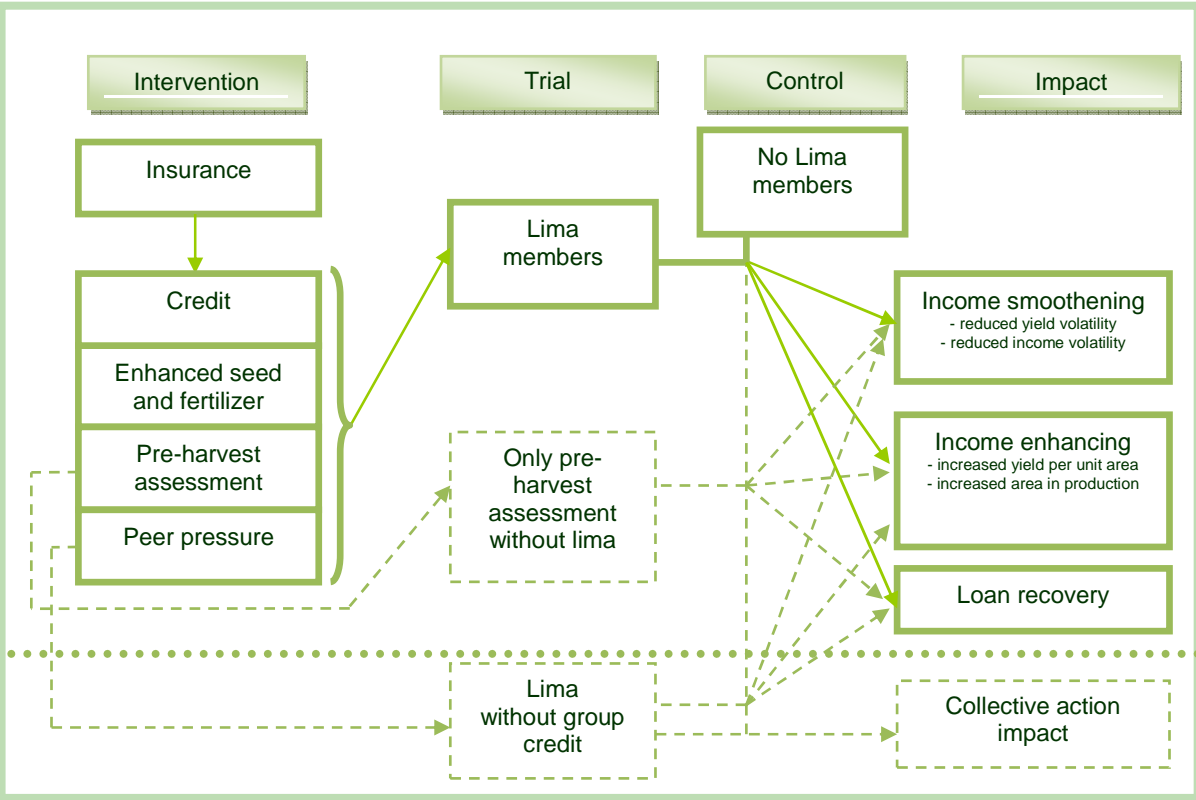 Intervention
Trial
Control
Impact
Insurance
Credit
Enhanced seed
and fertilizer
Pre-harvest
assessment
Peer pressure
Lima
members
Only pre-
harvest
assessment
without lima
Lima
without group
credit
No Lima
members
Income smoothening
- reduced yield volatility
- reduced income volatility
Income enhancing
- increased yield per unit area
- increased area in production
Loan recovery
Collective action
impact